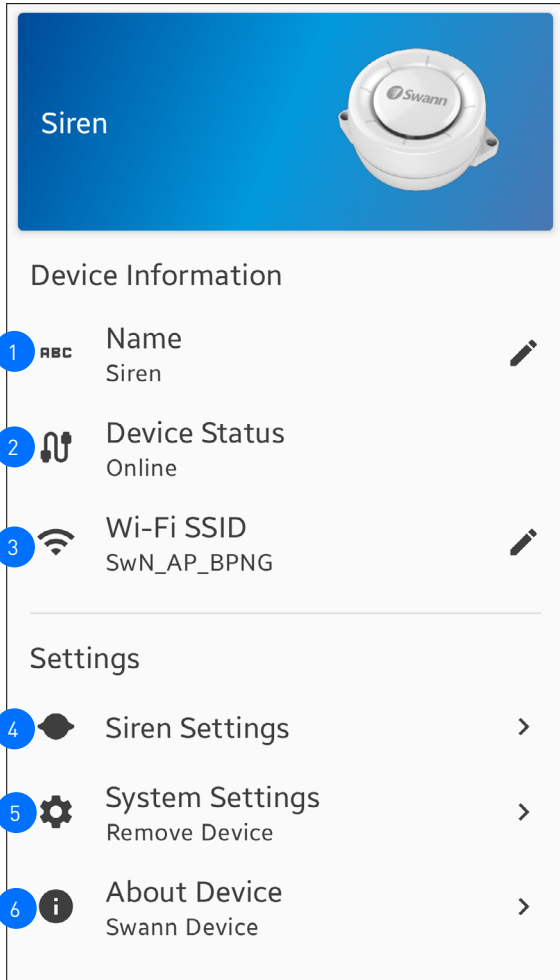 Siren
Swann
Device Information
1 ABC Name
Siren
2 Device Status
Online
3 Wi-Fi SSID
SwN_AP_BPNG
Settings
4 Siren Settings
5 System Settings
Remove Device
6 About Device
Swann Device